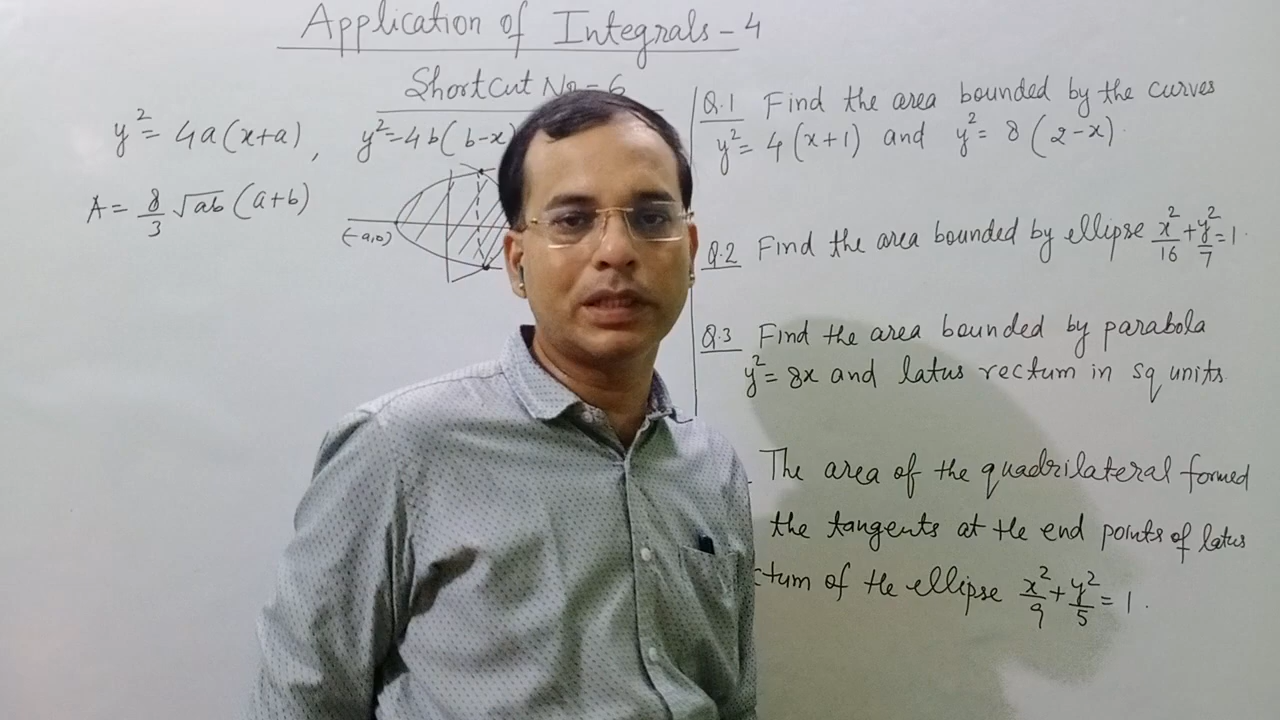 Application of Integrals-4
Shortcut No-6
y²= 4a(x+a), y²=4b(b-x)
A= 8/3 √ab (a+b)
(-a,0)
Q.1 Find the area bounded by the curves
y²= 4(x+1) and y²= 8(2-x).
Q.2 Find the area bounded by ellipse x²/16+y²/7=1.
Q.3 Find the area bounded by parabola
y²= 8x and latus rectum in sq units.
The area of the quadrilateral formed
the tangents at the end points of latus
ctum of the ellipse x²/9+y²/5=1.